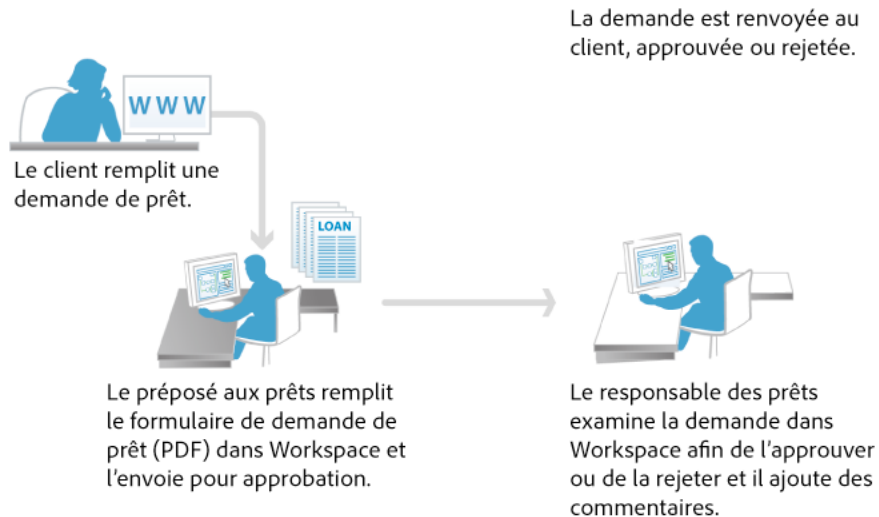 La demande est renvoyée au
client, approuvée ou rejetée.
WWW
Le client remplit une
demande de prêt.
LOAN
Le préposé aux prêts remplit
le formulaire de demande de
prêt (PDF) dans Workspace et
l'envoie pour approbation.
Le responsable des prêts
examine la demande dans
Workspace afin de l'approuver
ou de la rejeter et il ajoute des
commentaires.